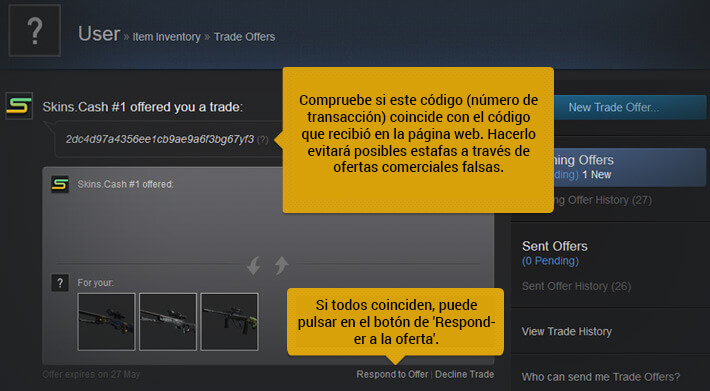 ?
User » Item Inventory » Trade Offers
Skins.Cash #1 offered you a trade:
2dc4d97a4356ee1cb9ae9a6f3bg67yf3 (?)
Compruebe si este código (número de
transacción) coincide con el código
que recibió en la página web. Hacerlo
evitará posibles estafas a través de
ofertas comerciales falsas.
New Trade Offer...
Skins.Cash #1 offered:
Offers
1 New
Offer History (27)
Sent Offers
(0 Pending)
Sent Offer History (26)
?
For your:
Si todos coinciden, puede
pulsar en el botón de 'Respond-
er a la oferta'.
View Trade History
Offer expires on 27 May
Respond to Offer | Decline Trade
Who can send me Trade Offers?